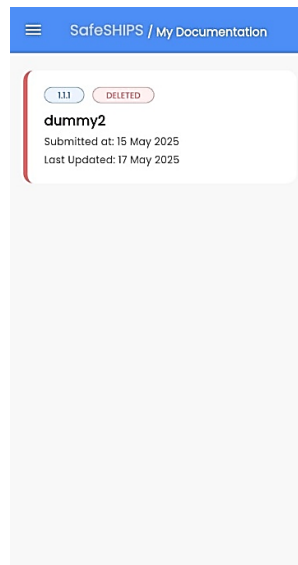 SafeSHIPS / My Documentation
1.1.1 DELETED
dummy2
Submitted at: 15 May 2025
Last Updated: 17 May 2025